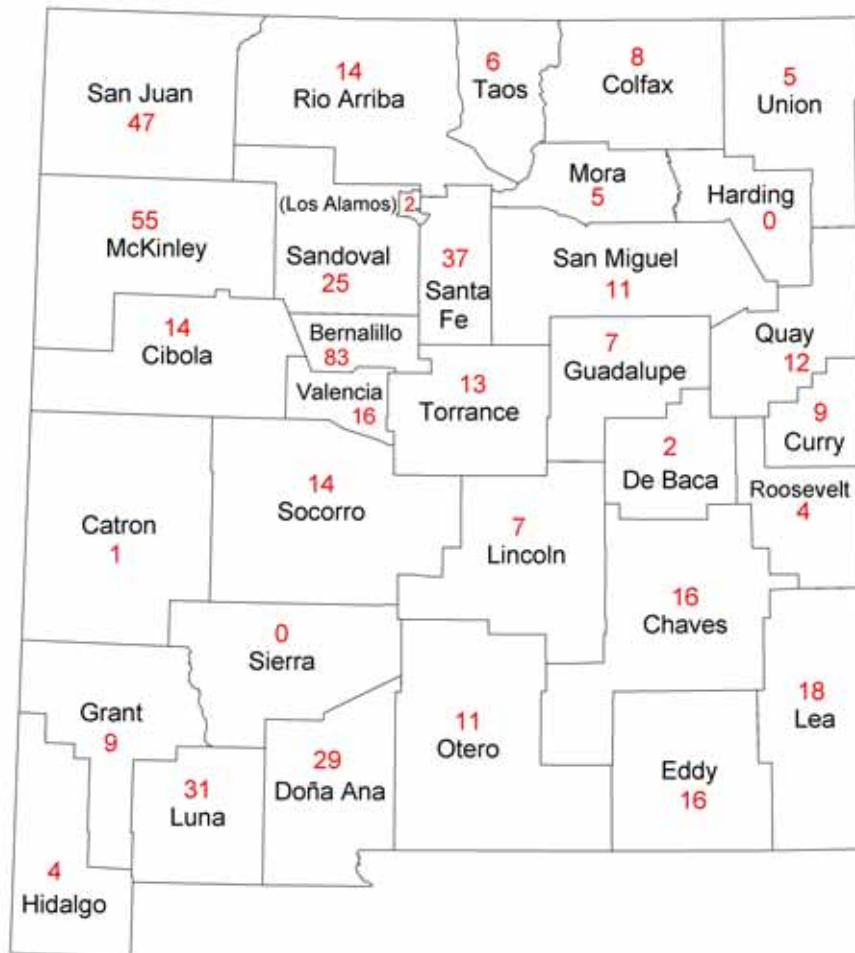 San Juan
47
14
Rio Arriba
6
Taos
8
Colfax
5
Union
55
McKinley
(Los Alamos)
2
Sandoval
25
37
Santa
Fe
Mora
5
Harding
0
San Miguel
11
14
Cibola
Bernalillo
83
Valencia
16
13
Torrance
7
Guadalupe
Quay
12
9
Curry
2
De Baca
Roosevelt
4
Catron
1
14
Socorro
7
Lincoln
16
Chaves
0
Sierra
Grant
9
31
Luna
29
Doña Ana
11
Otero
Eddy
16
18
Lea
4
Hidalgo